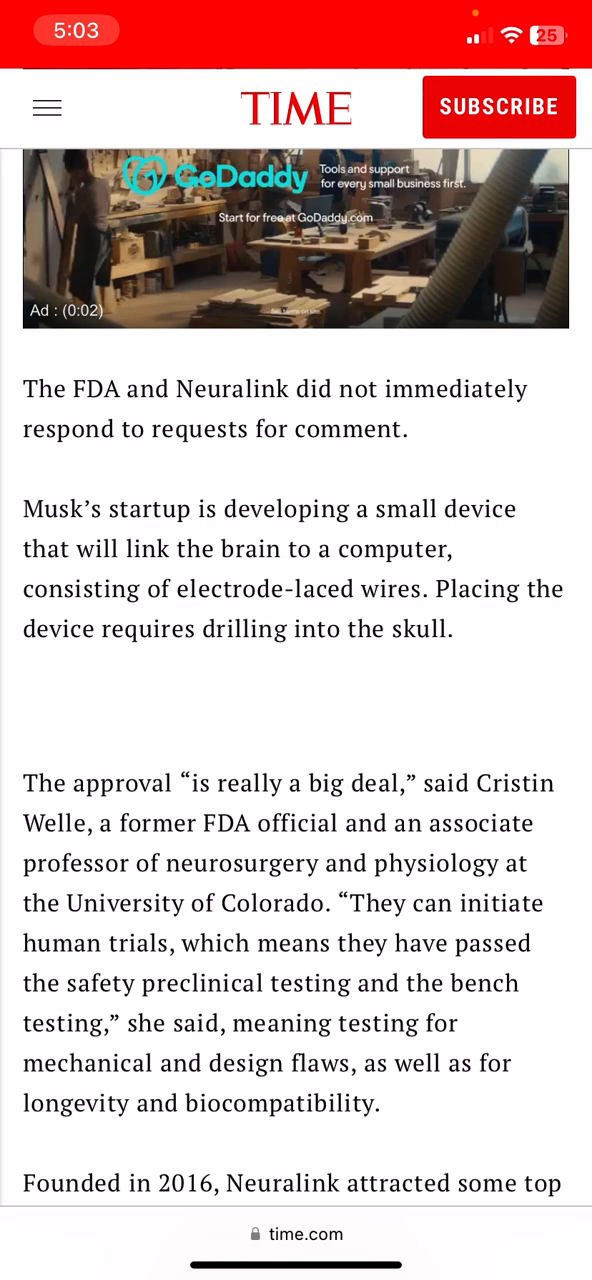 5:03
25
TIME
SUBSCRIBE
GoDaddy
Tools and support
for every small business first.
Start for free at GoDaddy.com
Ad : (0:02)
The FDA and Neuralink did not immediately
respond to requests for comment.
Musk’s startup is developing a small device
that will link the brain to a computer,
consisting of electrode-laced wires. Placing the
device requires drilling into the skull.
The approval “is really a big deal,” said Cristin
Welle, a former FDA official and an associate
professor of neurosurgery and physiology at
the University of Colorado. “They can initiate
human trials, which means they have passed
the safety preclinical testing and the bench
testing,” she said, meaning testing for
mechanical and design flaws, as well as for
longevity and biocompatibility.
Founded in 2016, Neuralink attracted some top
time.com